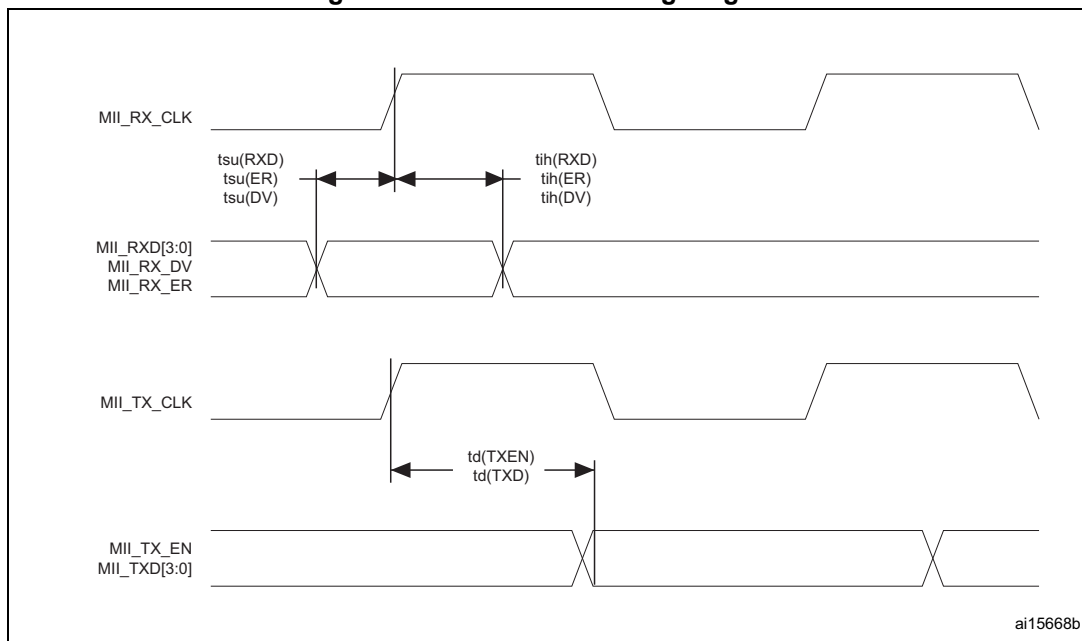 MII_RX_CLK
tsu(RXD)
tsu(ER)
tsu(DV)
tih(RXD)
tih(ER)
tih(DV)
MII_RXD[3:0]
MII_RX_DV
MII_RX_ER
MII_TX_CLK
td(TXEN)
td(TXD)
MII_TX_EN
MII_TXD[3:0]
ai15668b